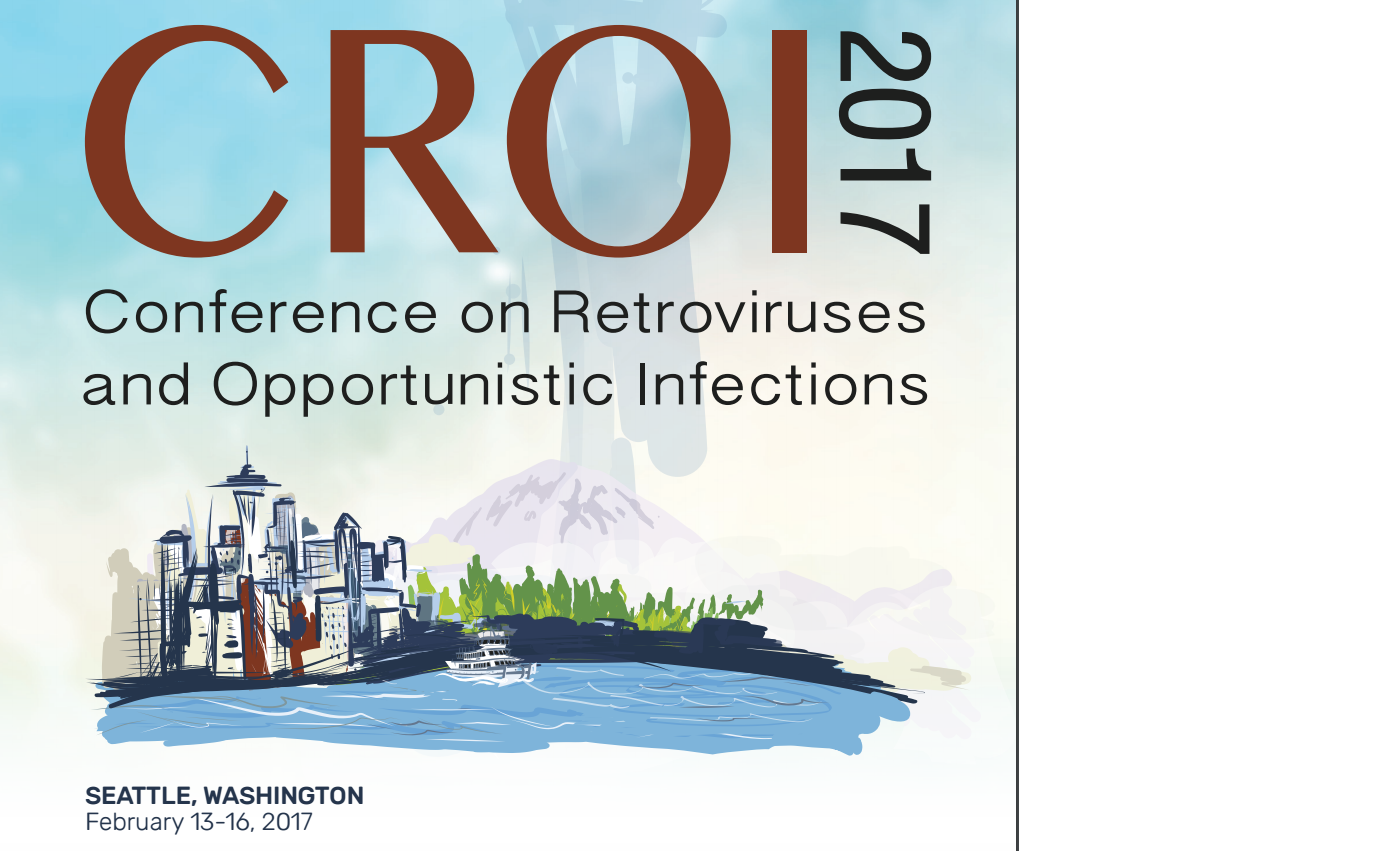 CROI 2017
Conference on Retroviruses
and Opportunistic Infections
SEATTLE, WASHINGTON
February 13-16, 2017